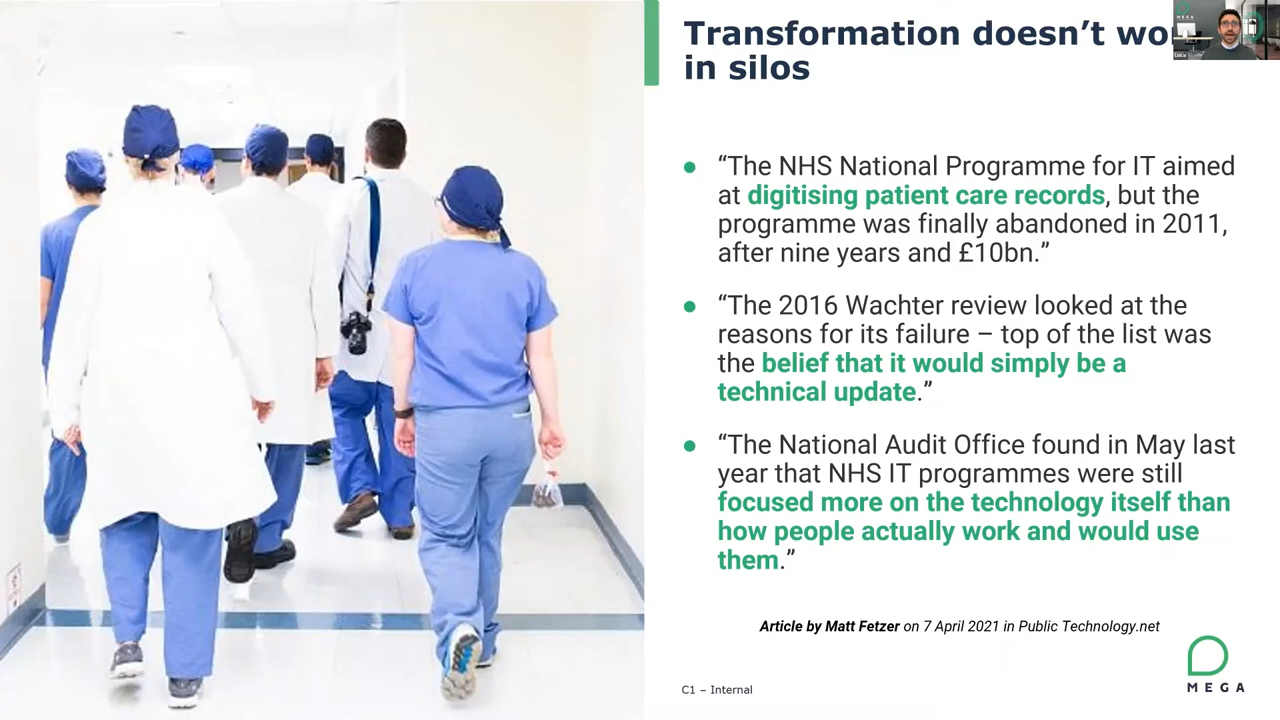 Transformation doesn’t wo
in silos
“The NHS National Programme for IT aimed
at digitising patient care records, but the
programme was finally abandoned in 2011,
after nine years and £10bn.”
“The 2016 Wachter review looked at the
reasons for its failure – top of the list was
the belief that it would simply be a
technical update.”
“The National Audit Office found in May last
year that NHS IT programmes were still
focused more on the technology itself than
how people actually work and would use
them.”
Article by Matt Fetzer on 7 April 2021 in Public Technology.net
C1 – Internal
MEGA
MEGA